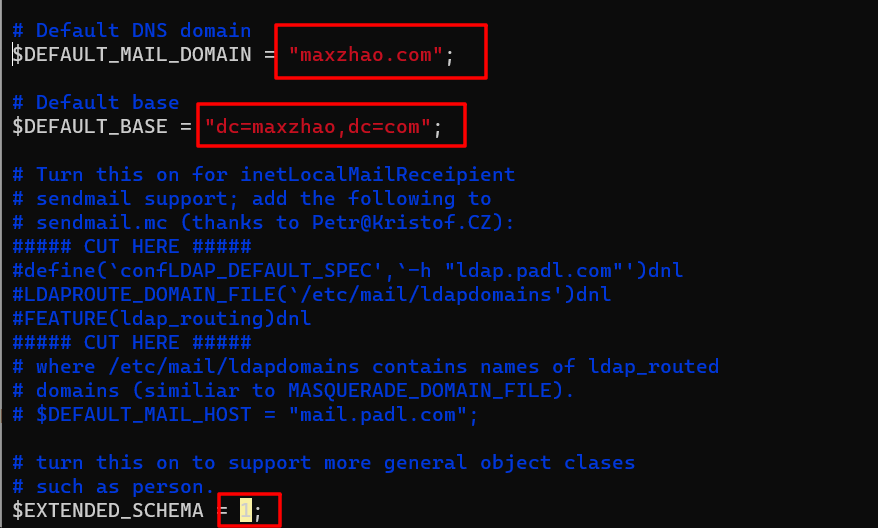 # Default DNS domain
$DEFAULT_MAIL_DOMAIN = "maxzhao.com";
# Default base
$DEFAULT_BASE = "dc=maxzhao,dc=com";
# Turn this on for inetLocalMailReceipient
# sendmail support; add the following to
# sendmail.mc (thanks to Petr@Kristof.CZ):
##### CUT HERE #####
#define(`confLDAP_DEFAULT_SPEC',`-h "ldap.padl.com"')dnl
#LDAPROUTE_DOMAIN_FILE(`/etc/mail/ldapdomains')dnl
#FEATURE(ldap_routing)dnl
##### CUT HERE #####
# where /etc/mail/ldapdomains contains names of ldap_routed
# domains (similiar to MASQUERADE_DOMAIN_FILE).
# $DEFAULT_MAIL_HOST = "mail.padl.com";
# turn this on to support more general object clases
# such as person.
$EXTENDED_SCHEMA = 1;